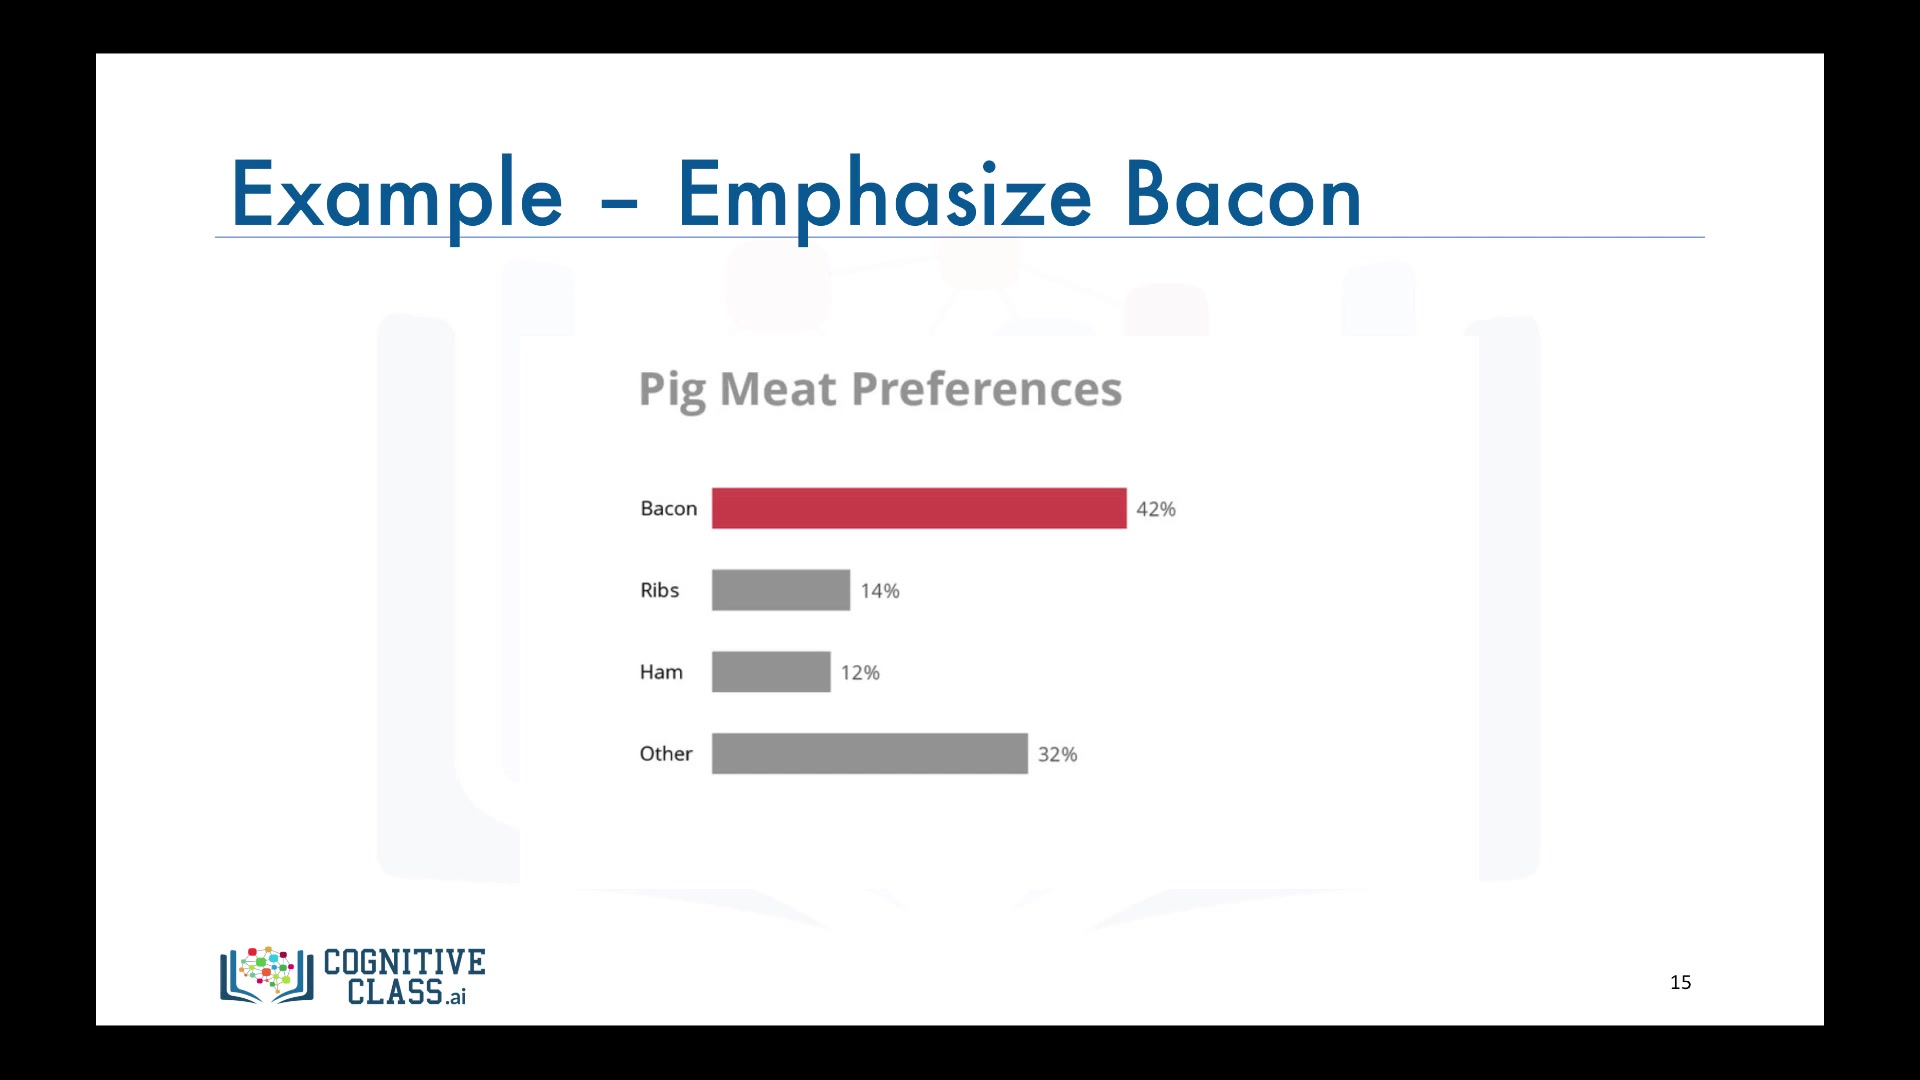 Example – Emphasize Bacon
Pig Meat Preferences
Bacon 42%
Ribs 14%
Ham 12%
Other 32%
COGNITIVE
CLASS.ai
15